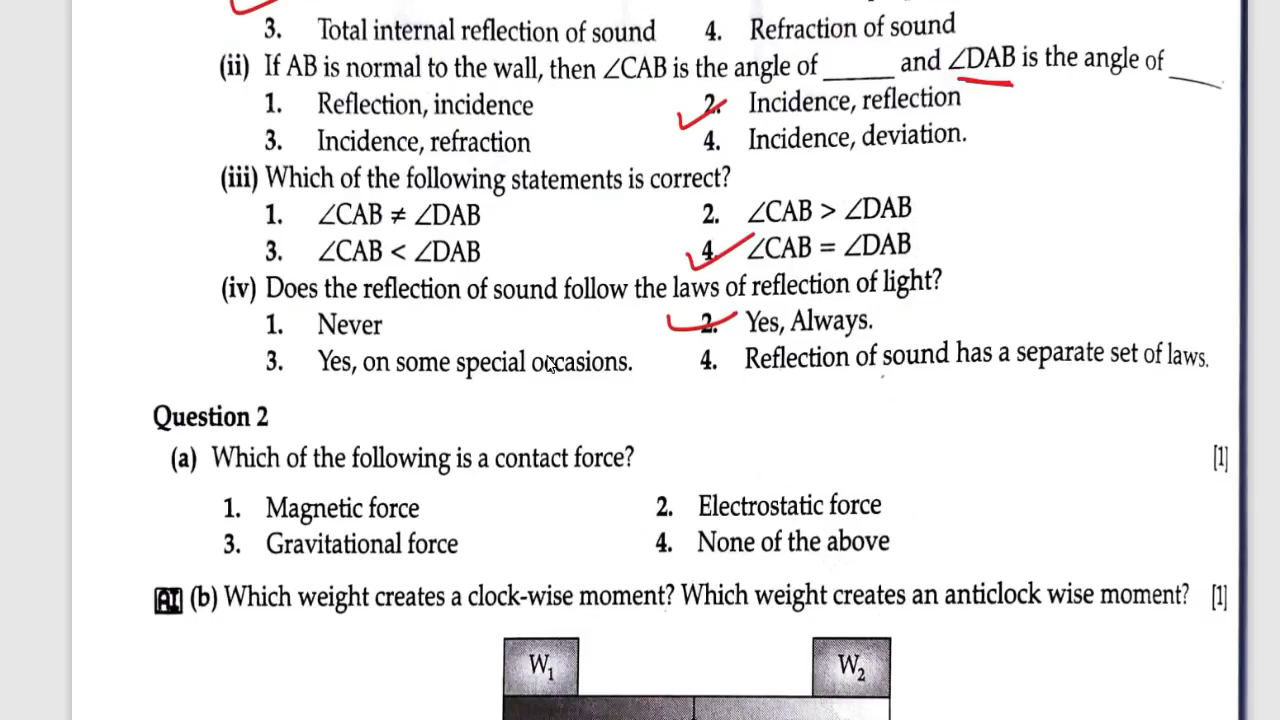 3. Total internal reflection of sound 4. Refraction of sound
(ii) If AB is normal to the wall, then ∠CAB is the angle of _____ and ∠DAB is the angle of ____
1. Reflection, incidence 2. Incidence, reflection
3. Incidence, refraction 4. Incidence, deviation.
(iii) Which of the following statements is correct?
1. ∠CAB ≠ ∠DAB 2. ∠CAB > ∠DAB
3. ∠CAB < ∠DAB 4. ∠CAB = ∠DAB
(iv) Does the reflection of sound follow the laws of reflection of light?
1. Never 2. Yes, Always.
3. Yes, on some special occasions. 4. Reflection of sound has a separate set of laws.
Question 2
(a) Which of the following is a contact force? [1]
1. Magnetic force 2. Electrostatic force
3. Gravitational force 4. None of the above
AI (b) Which weight creates a clock-wise moment? Which weight creates an anticlock wise moment? [1]
W₁ W₂